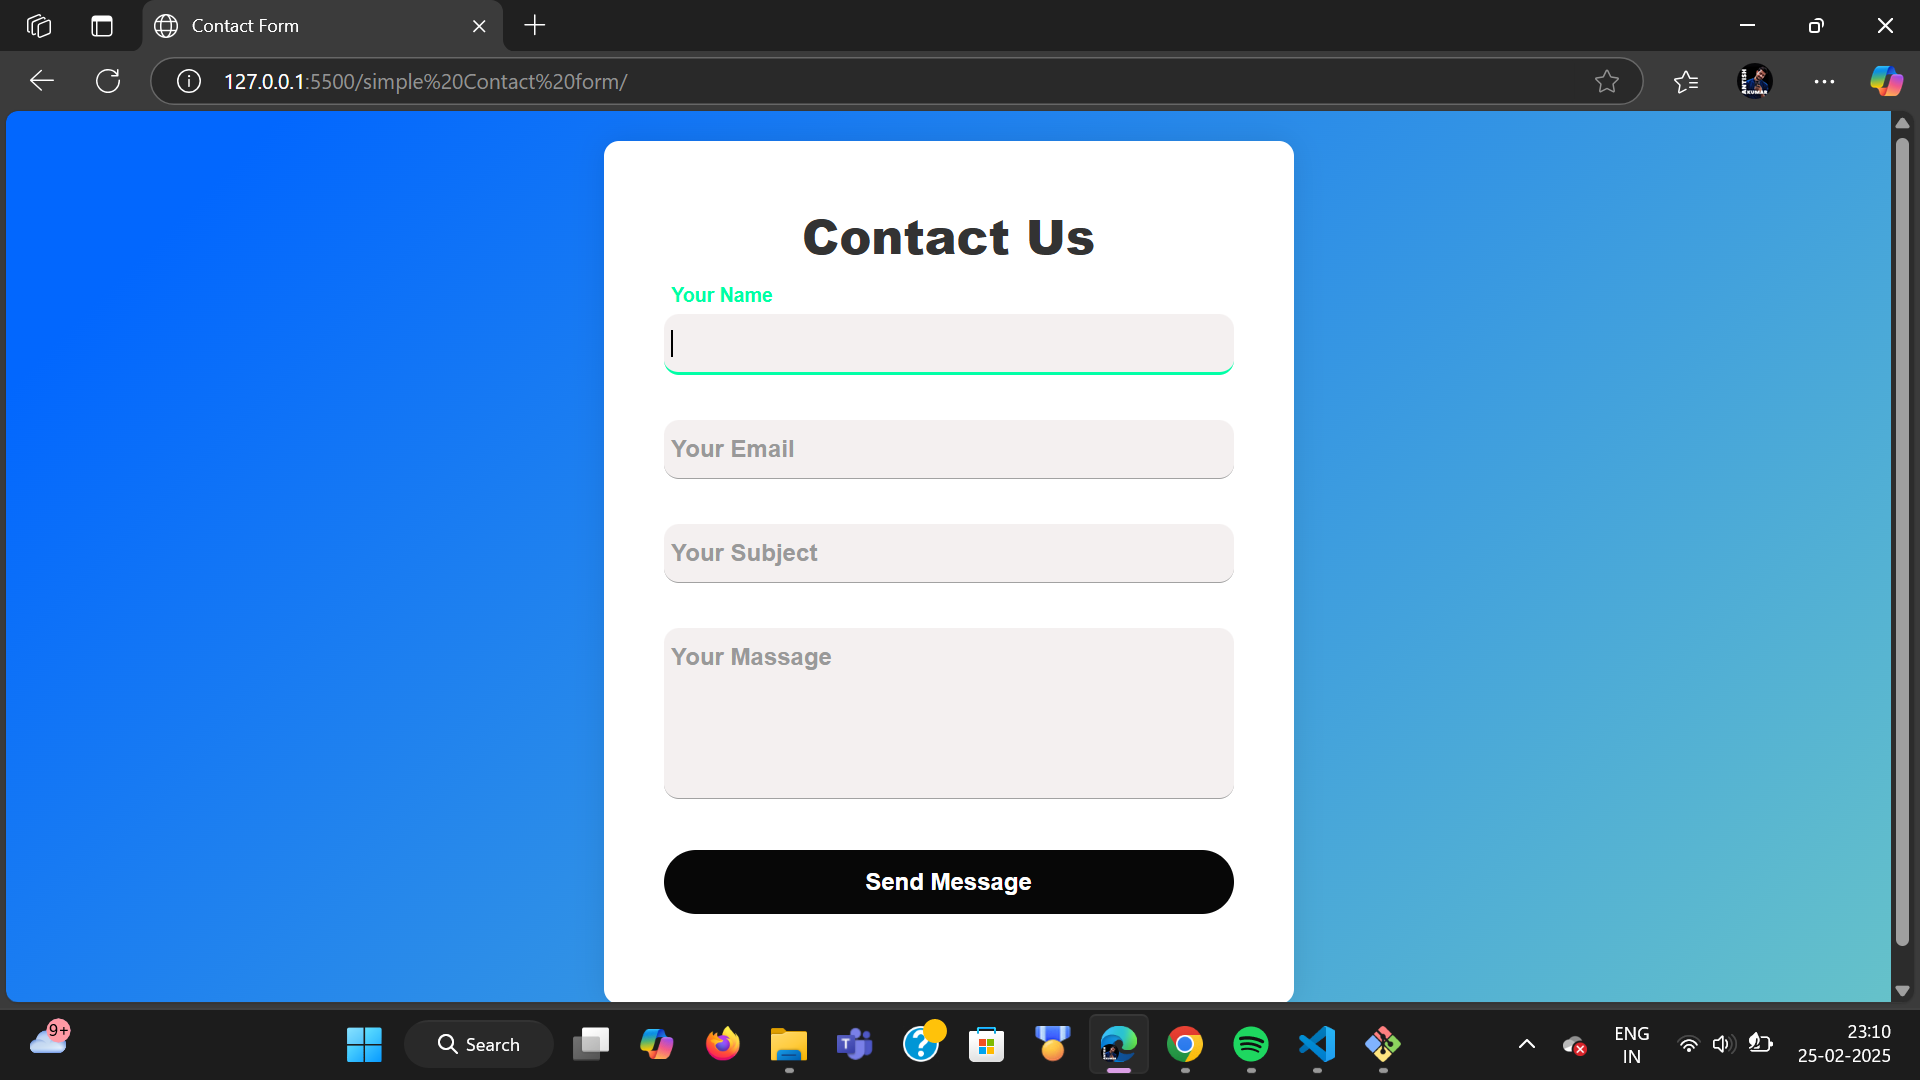 Contact Form
127.0.0.1:5500/simple%20Contact%20form/
Contact Us
Your Name
Your Email
Your Subject
Your Massage
Send Message
9+
Search
ENG
IN
23:10
25-02-2025